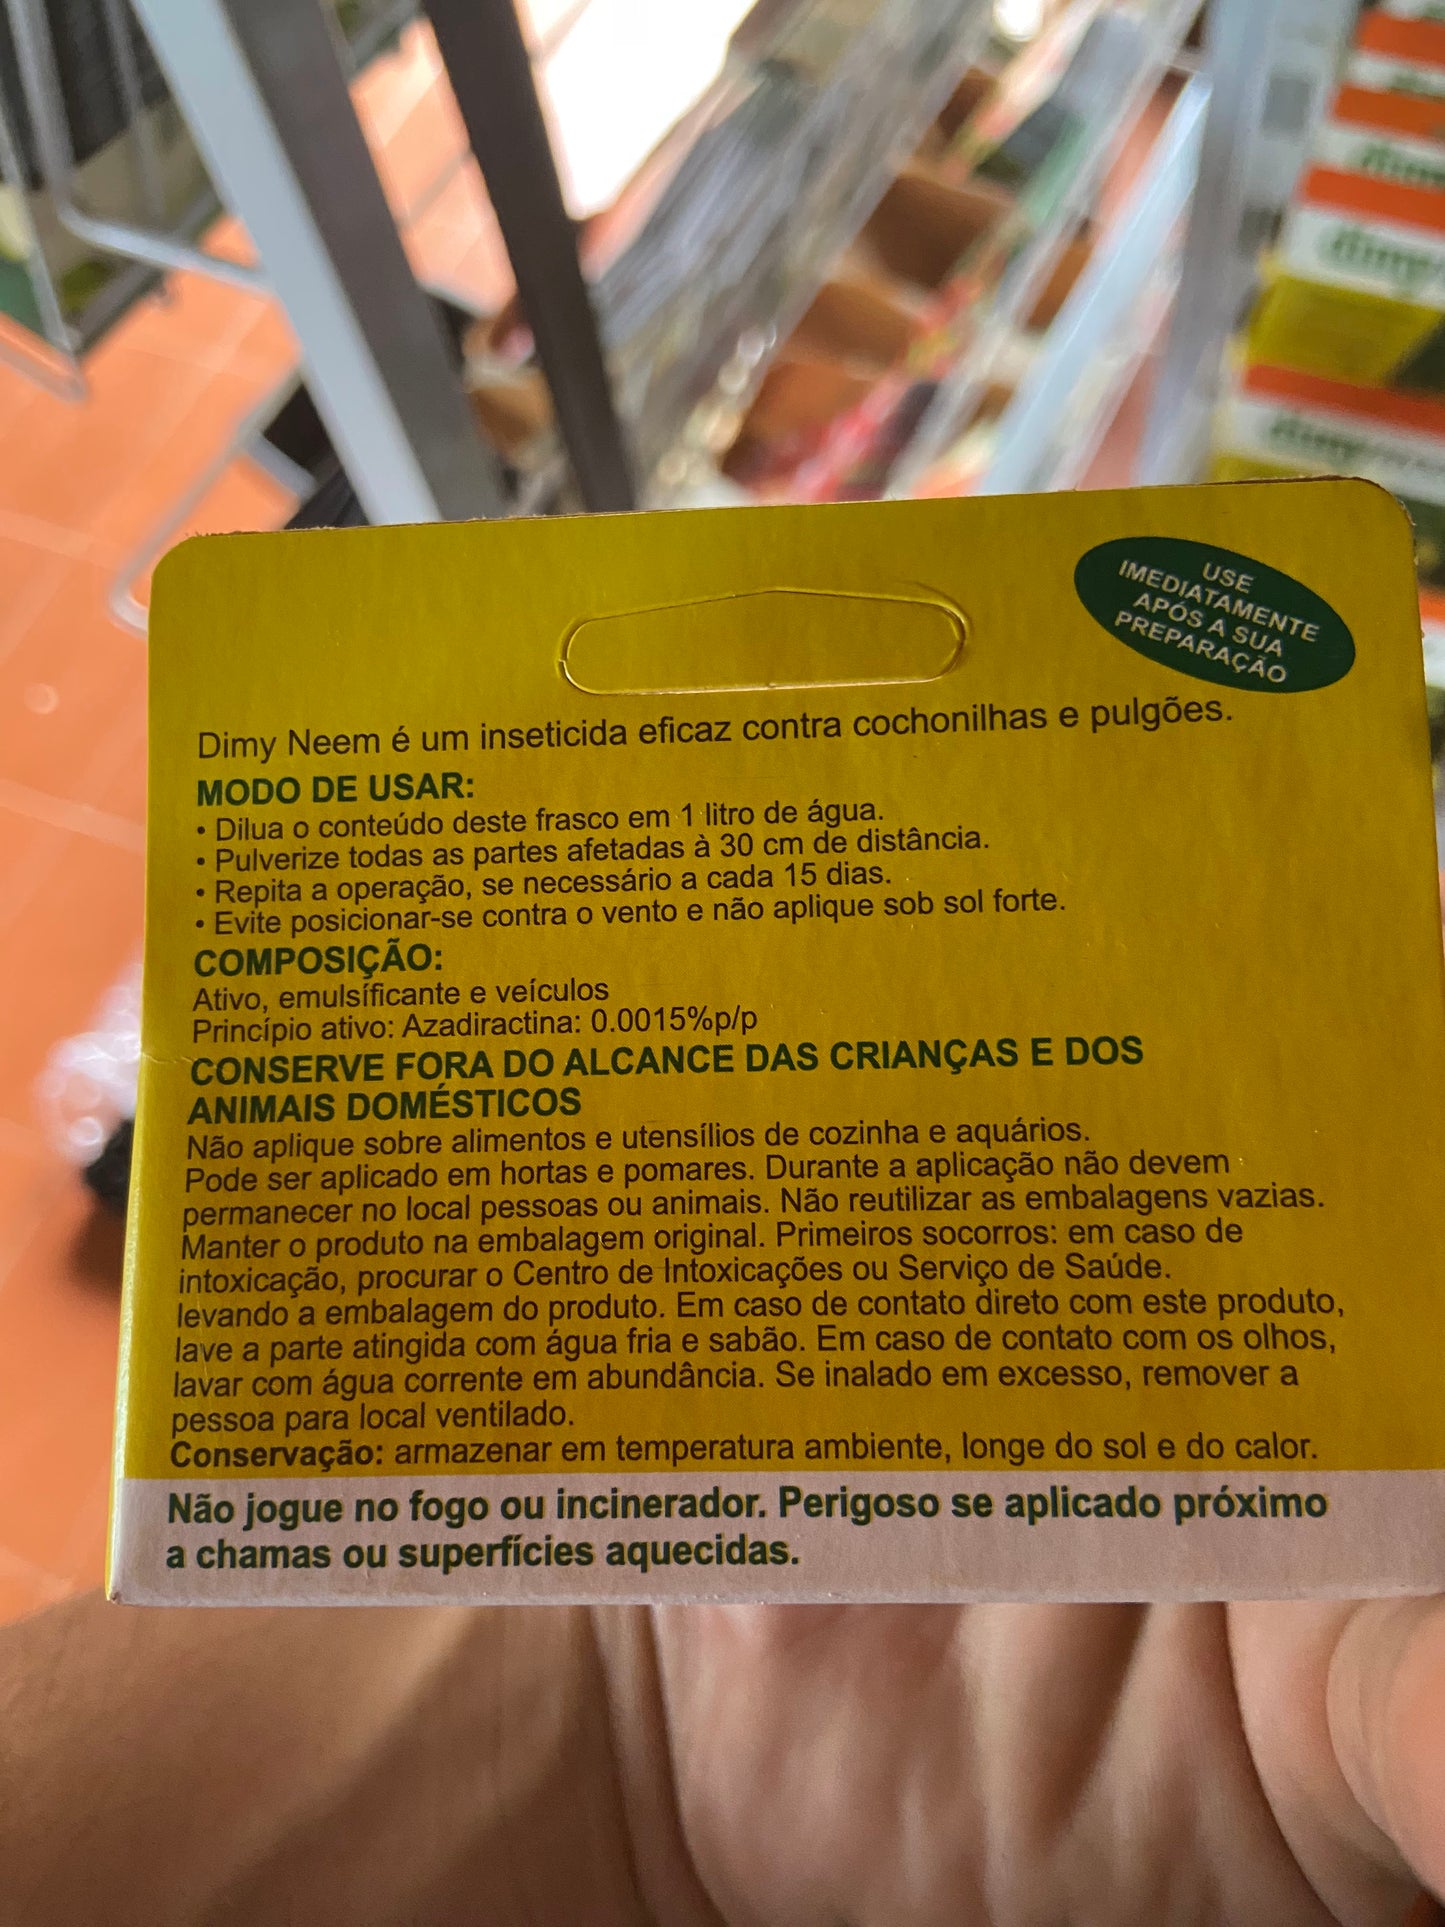 USE
IMEDIATAMENTE
APÓS A SUA
PREPARAÇÃO
Dimy Neem é um inseticida eficaz contra cochonilhas e pulgões.
MODO DE USAR:
• Dilua o conteúdo deste frasco em 1 litro de água.
• Pulverize todas as partes afetadas à 30 cm de distância.
• Repita a operação, se necessário a cada 15 dias.
• Evite posicionar-se contra o vento e não aplique sob sol forte.
COMPOSIÇÃO:
Ativo, emulsíficante e veículos
Princípio ativo: Azadiractina: 0.0015%p/p
CONSERVE FORA DO ALCANCE DAS CRIANÇAS E DOS
ANIMAIS DOMÉSTICOS
Não aplique sobre alimentos e utensílios de cozinha e aquários.
Pode ser aplicado em hortas e pomares. Durante a aplicação não devem
permanecer no local pessoas ou animais. Não reutilizar as embalagens vazias.
Manter o produto na embalagem original. Primeiros socorros: em caso de
intoxicação, procurar o Centro de Intoxicações ou Serviço de Saúde.
levando a embalagem do produto. Em caso de contato direto com este produto,
lave a parte atingida com água fria e sabão. Em caso de contato com os olhos,
lavar com água corrente em abundância. Se inalado em excesso, remover a
pessoa para local ventilado.
Conservação: armazenar em temperatura ambiente, longe do sol e do calor.
Não jogue no fogo ou incinerador. Perigoso se aplicado próximo
a chamas ou superfícies aquecidas.